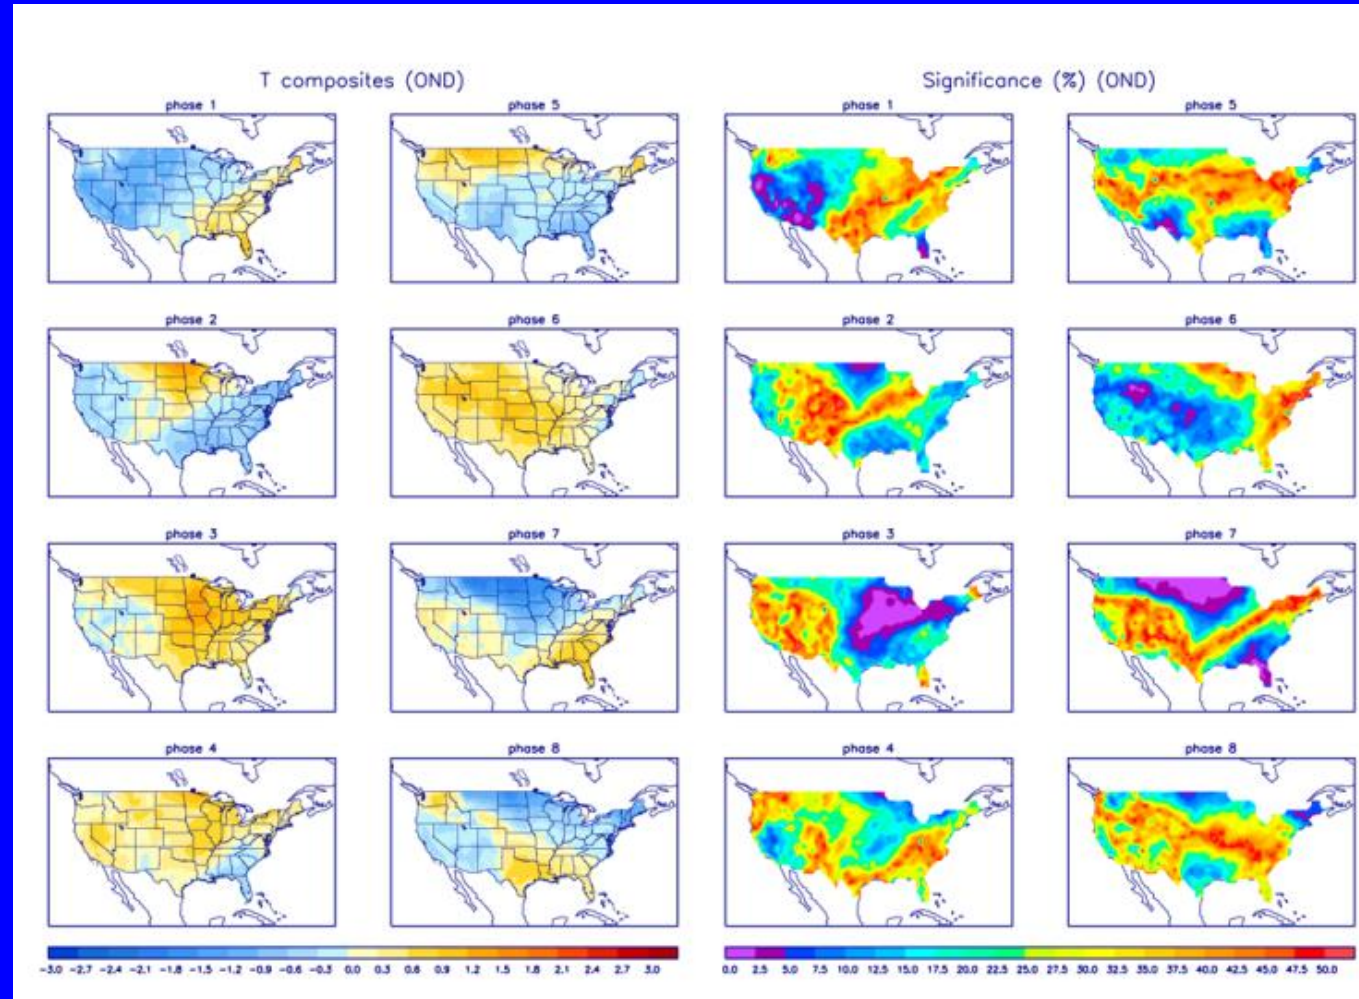 T composites (OND)
Significance (%) (OND)
phase 1
phase 5
phase 1
phase 5
phase 2
phase 6
phase 2
phase 6
phase 3
phase 7
phase 3
phase 7
phase 4
phase 8
phase 4
phase 8
-3.0 -2.7 -2.4 -2.1 -1.8 -1.5 -1.2 -0.9 -0.6 -0.3 0.0 0.3 0.6 0.9 1.2 1.5 1.8 2.1 2.4 2.7 3.0
0.0 2.5 5.0 7.5 10.0 12.5 15.0 17.5 20.0 22.5 25.0 27.5 30.0 32.5 35.0 37.5 40.0 42.5 45.0 47.5 50.0